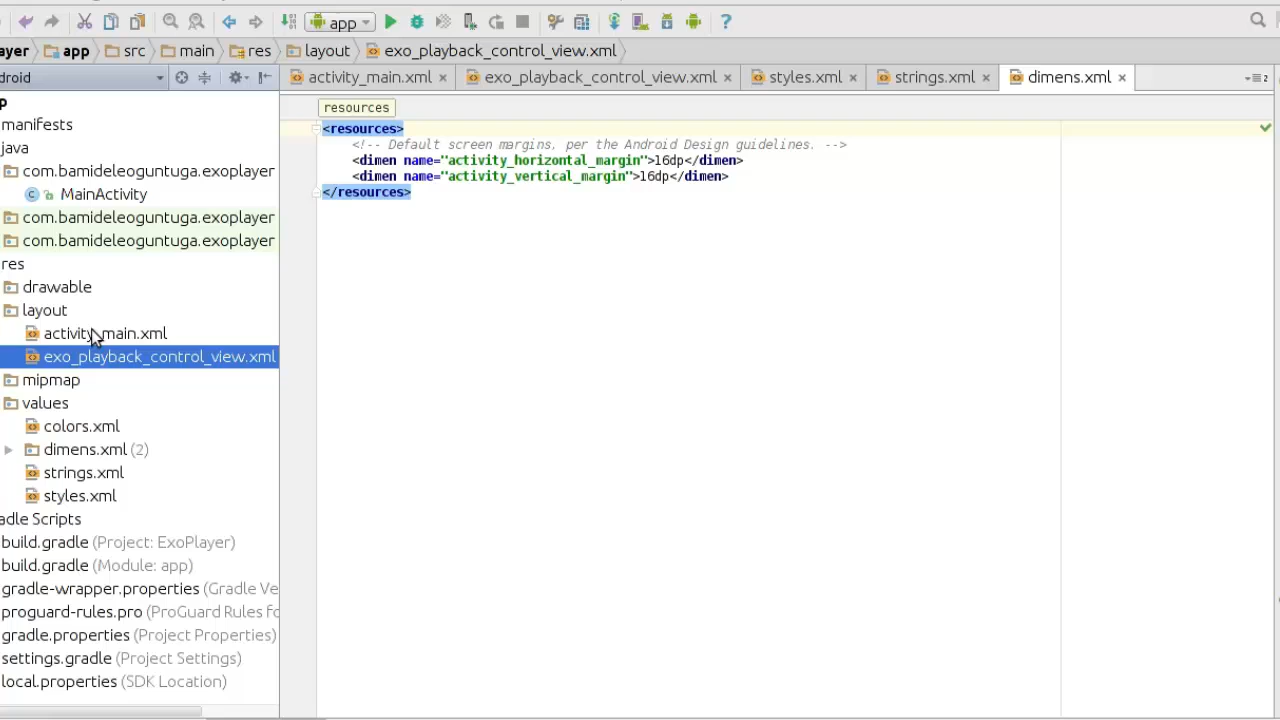 app
ayer app src main res layout exo_playback_control_view.xml
droid
activity_main.xml exo_playback_control_view.xml styles.xml strings.xml dimens.xml
2
p
manifests
java
com.bamideleoguntuga.exoplayer
MainActivity
com.bamideleoguntuga.exoplayer
com.bamideleoguntuga.exoplayer
res
drawable
layout
activity_main.xml
exo_playback_control_view.xml
mipmap
values
colors.xml
dimens.xml (2)
strings.xml
styles.xml
adle Scripts
build.gradle (Project: ExoPlayer)
build.gradle (Module: app)
gradle-wrapper.properties (Gradle Ve
proguard-rules.pro (ProGuard Rules fo
gradle.properties (Project Properties)
settings.gradle (Project Settings)
local.properties (SDK Location)
resources
<resources>
<!-- Default screen margins, per the Android Design guidelines. -->
<dimen name="activity_horizontal_margin">16dp</dimen>
<dimen name="activity_vertical_margin">16dp</dimen>
</resources>